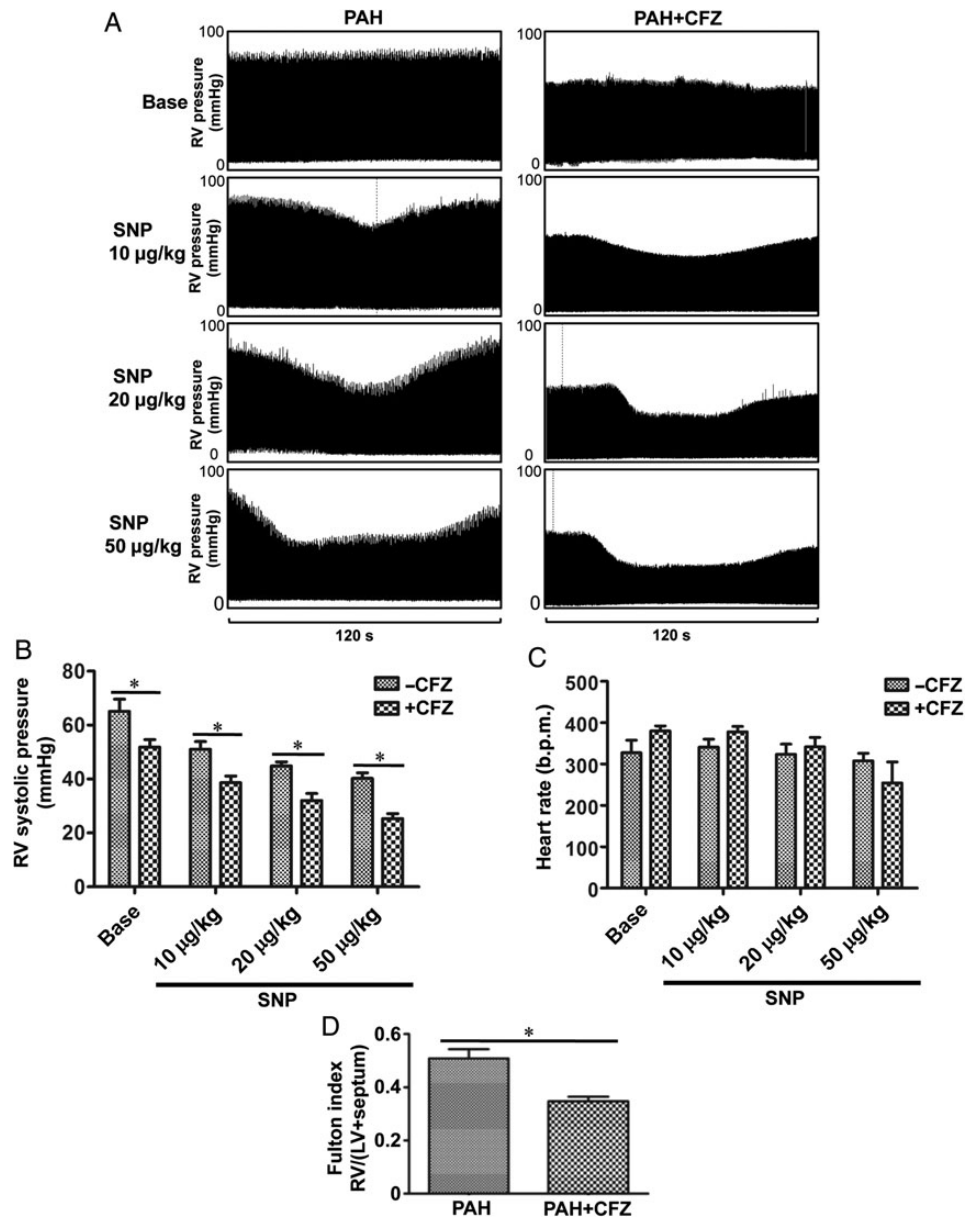 A
PAH
PAH+CFZ
Base
RV pressure
(mmHg)
100
0
100
0
SNP
10 µg/kg
RV pressure
(mmHg)
100
0
100
0
SNP
20 µg/kg
RV pressure
(mmHg)
100
0
100
0
SNP
50 µg/kg
RV pressure
(mmHg)
100
0
100
0
120 s
120 s
B
RV systolic pressure
(mmHg)
80
60
40
20
0
*
*
*
*
–CFZ
+CFZ
Base
10 µg/kg
20 µg/kg
50 µg/kg
SNP
C
Heart rate (b.p.m.)
500
400
300
200
100
0
–CFZ
+CFZ
Base
10 µg/kg
20 µg/kg
50 µg/kg
SNP
D
Fulton index
RV/(LV+septum)
0.6
0.4
0.2
0
*
PAH
PAH+CFZ